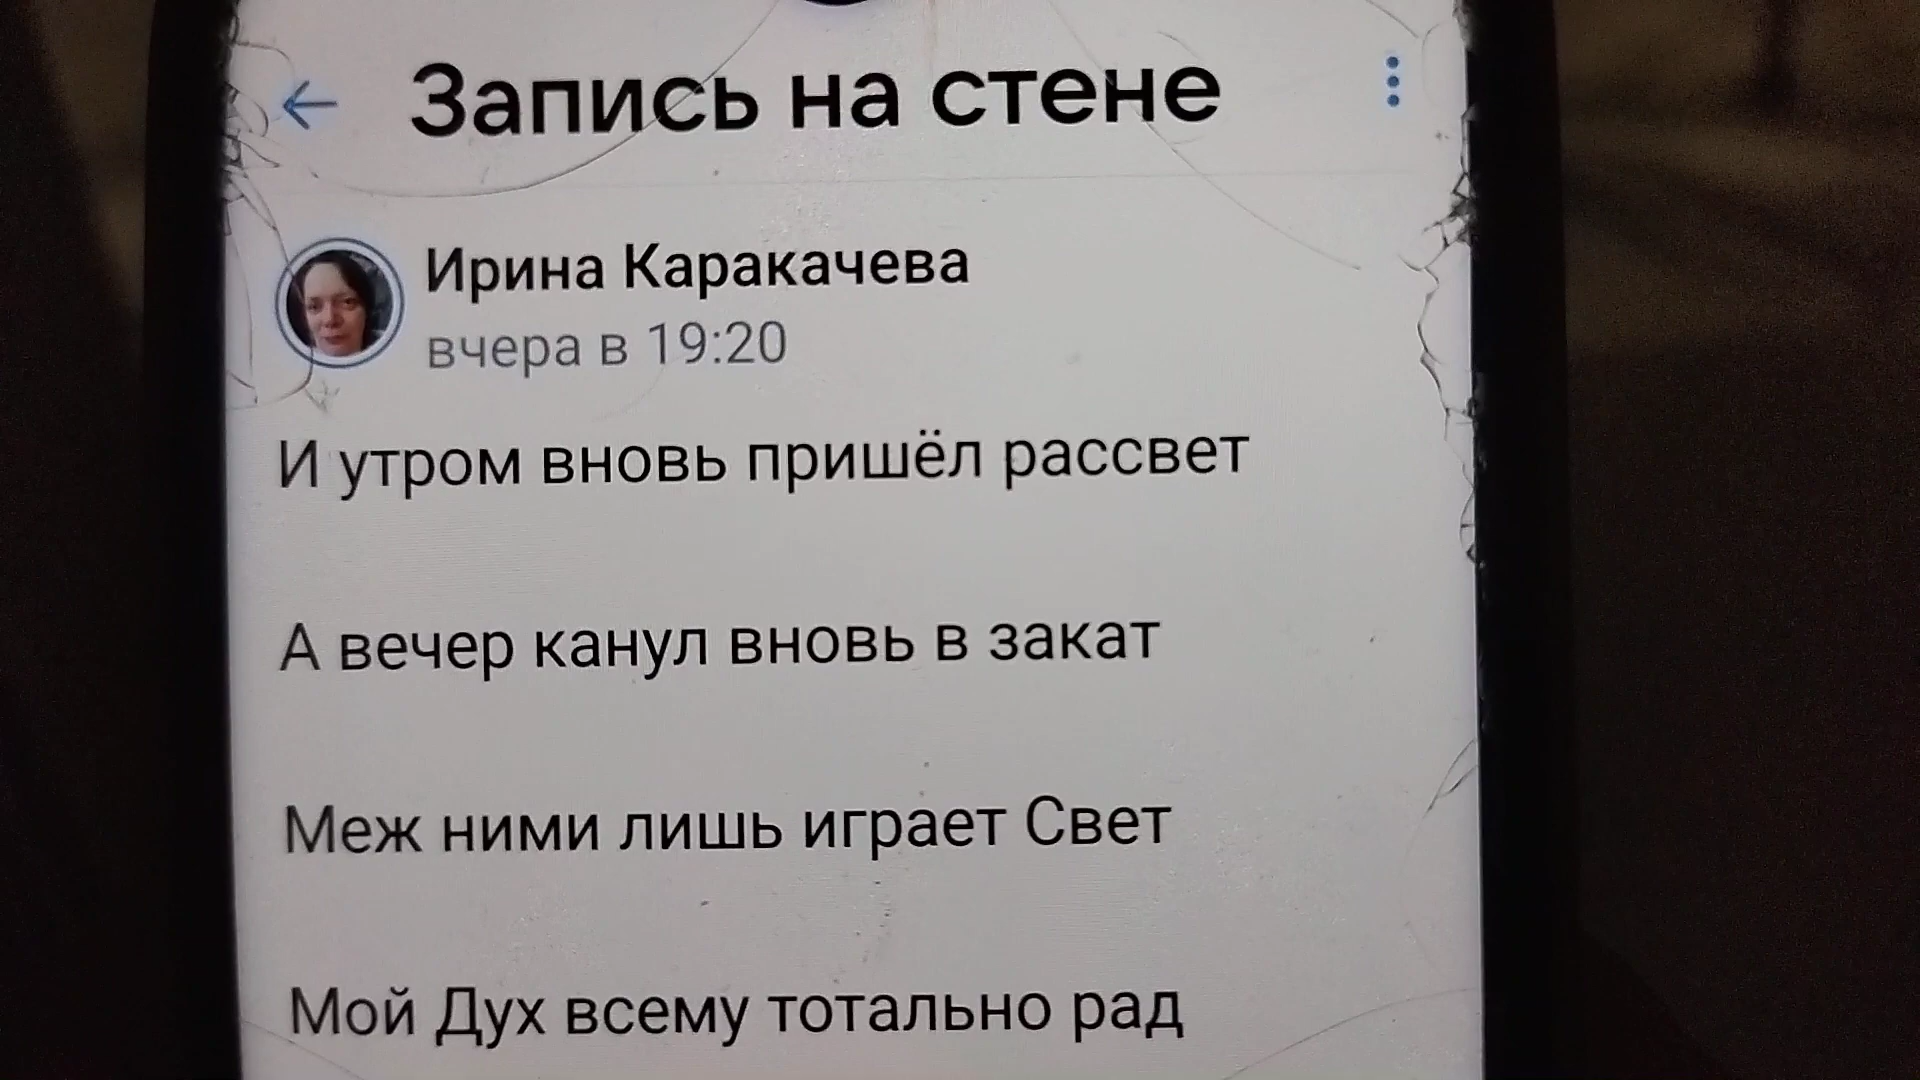 Запись на стене
Ирина Каракачева
вчера в 19:20
И утром вновь пришёл рассвет
А вечер канул вновь в закат
Меж ними лишь играет Свет
Мой Дух всему тотально рад